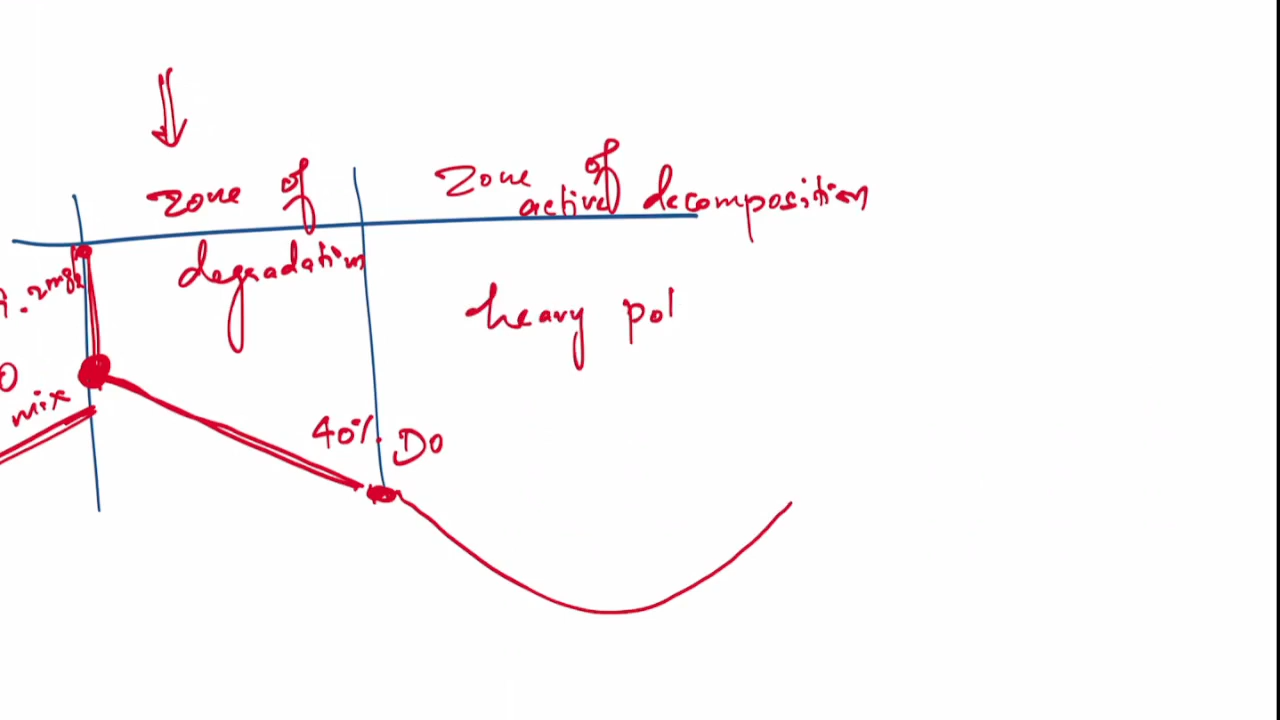 zone of
degradation
zone of
active decomposition
heavy pol
mix
40% DO